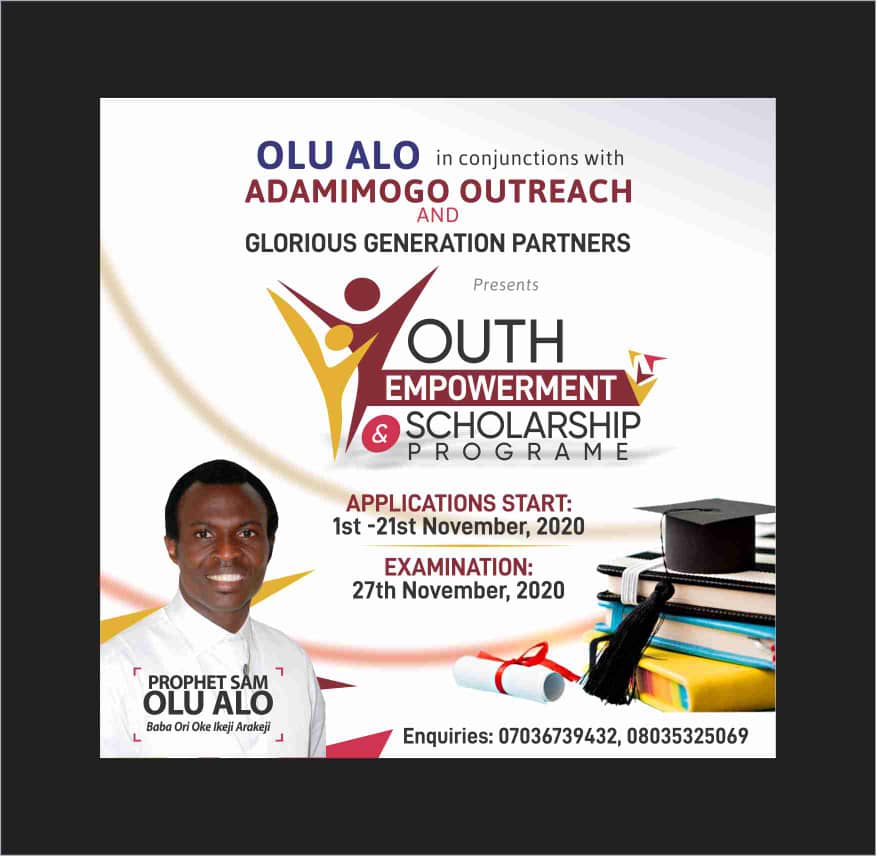 OLU ALO in conjunctions with
ADAMIMOGO OUTREACH
AND
GLORIOUS GENERATION PARTNERS
Presents
YOUTH
EMPOWERMENT
& SCHOLARSHIP
PROGRAME
APPLICATIONS START:
1st -21st November, 2020
EXAMINATION:
27th November, 2020
PROPHET SAM
OLU ALO
Baba Ori Oke Ikeji Arakeji
Enquiries: 07036739432, 08035325069